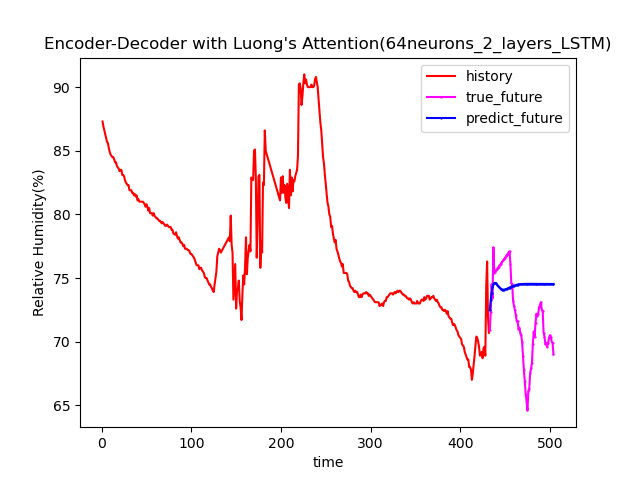 Encoder-Decoder with Luong's Attention(64neurons_2_layers_LSTM)
history
true_future
predict_future
Relative Humidity(%)
90
85
80
75
70
65
0 100 200 300 400 500
time